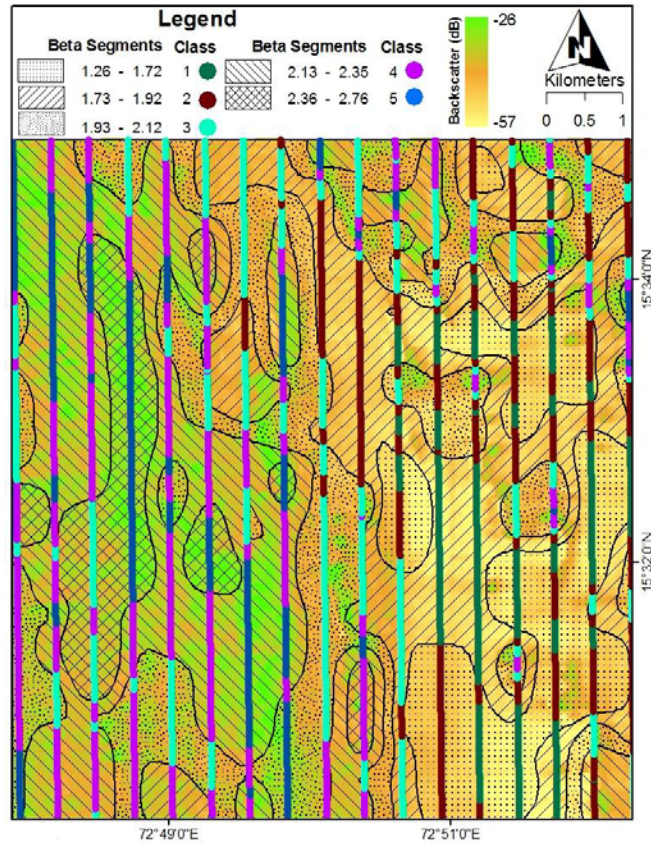 Legend
Beta Segments Class Beta Segments Class
1.26 - 1.72 1 2.13 - 2.35 4
1.73 - 1.92 2 2.36 - 2.76 5
1.93 - 2.12 3
Backscatter (dB)
-26
-57
N
Kilometers
0 0.5 1
15°34'0"N
15°32'0"N
72°49'0"E 72°51'0"E